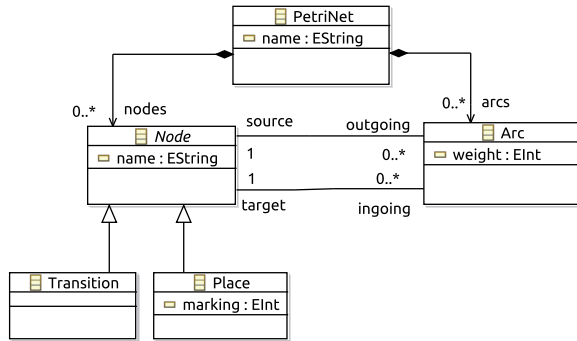 PetriNet
name : EString
0..* nodes
0..* arcs
Node
name : EString
source
outgoing
Arc
weight : EInt
1
0..*
1
0..*
target
ingoing
Transition
Place
marking : EInt